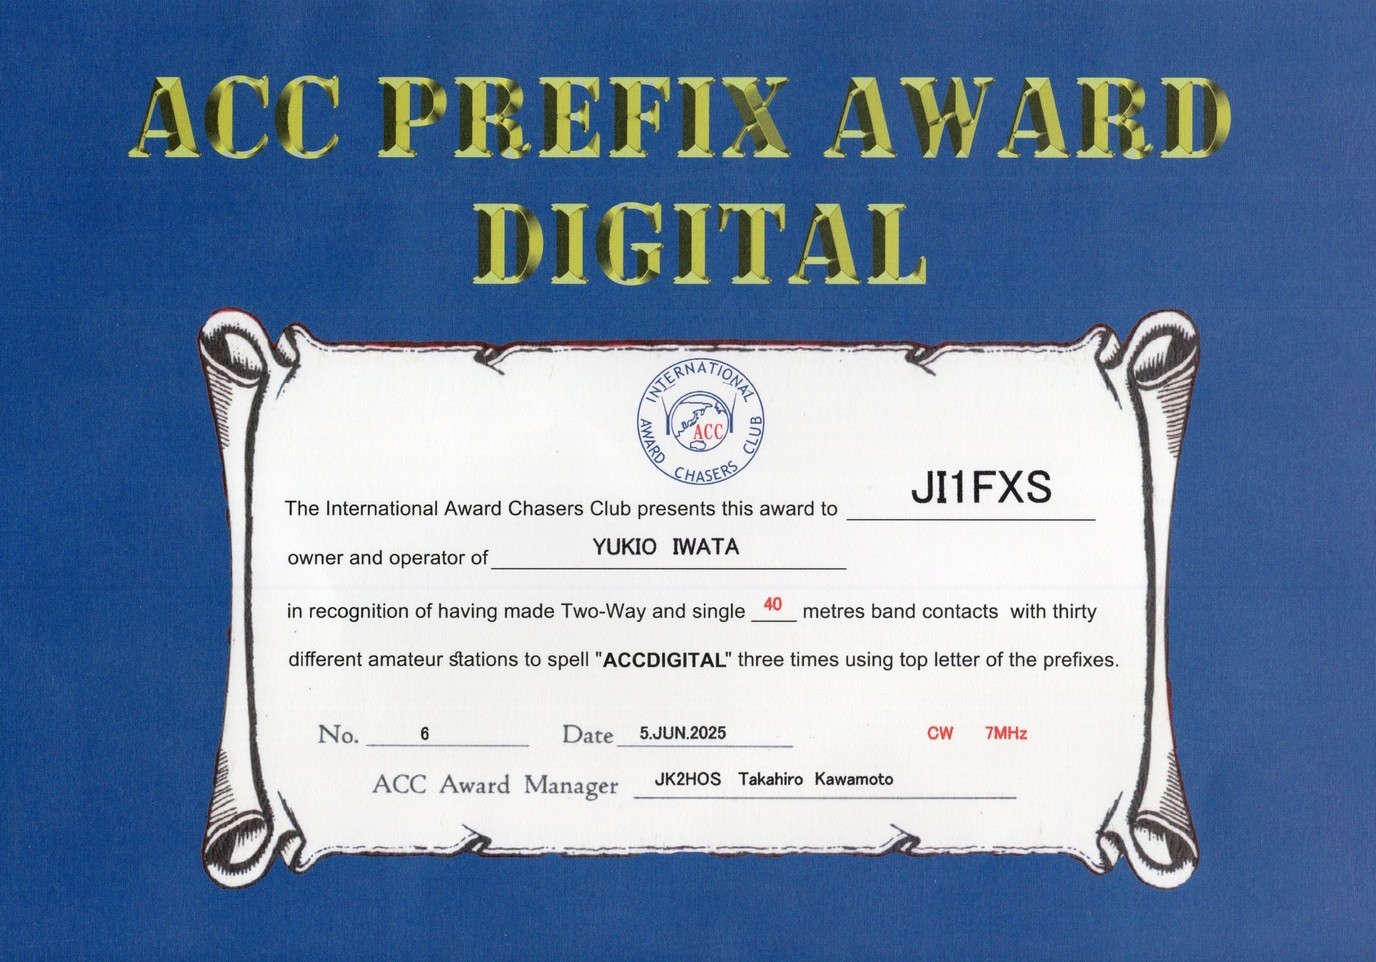 ACC PREFIX AWARD
DIGITAL
INTERNATIONAL
AWARD CHASERS CLUB
ACC
The International Award Chasers Club presents this award to JI1FXS
owner and operator of YUKIO IWATA
in recognition of having made Two-Way and single 40 metres band contacts with thirty
different amateur stations to spell "ACCDIGITAL" three times using top letter of the prefixes.
No. 6 Date 5.JUN.2025 CW 7MHz
ACC Award Manager JK2HOS Takahiro Kawamoto